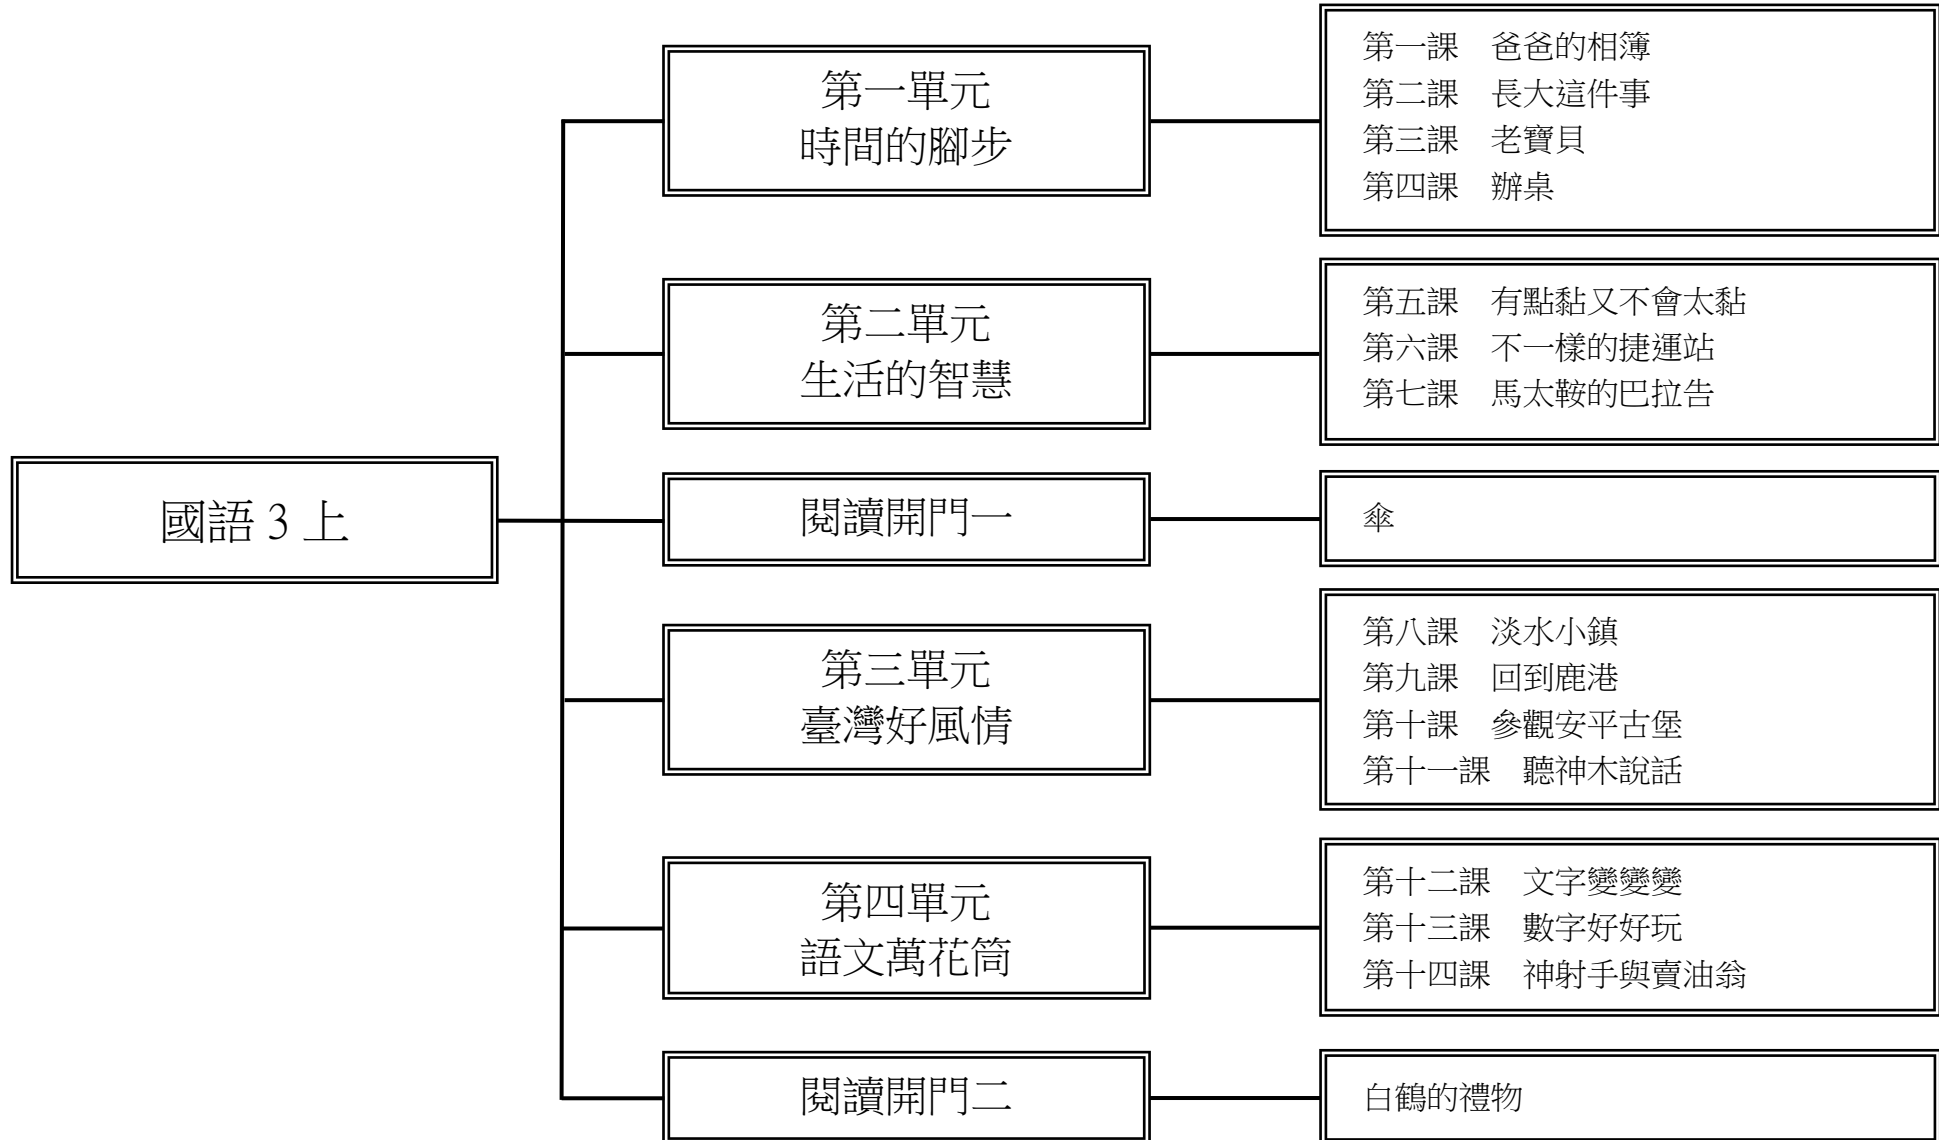 國語 3 上
第一單元
時間的腳步
第一課　爸爸的相簿
第二課　長大這件事
第三課　老寶貝
第四課　辦桌
第二單元
生活的智慧
第五課　有點黏又不會太黏
第六課　不一樣的捷運站
第七課　馬太鞍的巴拉告
閱讀開門一
傘
第三單元
臺灣好風情
第八課　淡水小鎮
第九課　回到鹿港
第十課　參觀安平古堡
第十一課　聽神木說話
第四單元
語文萬花筒
第十二課　文字變變變
第十三課　數字好好玩
第十四課　神射手與賣油翁
閱讀開門二
白鶴的禮物